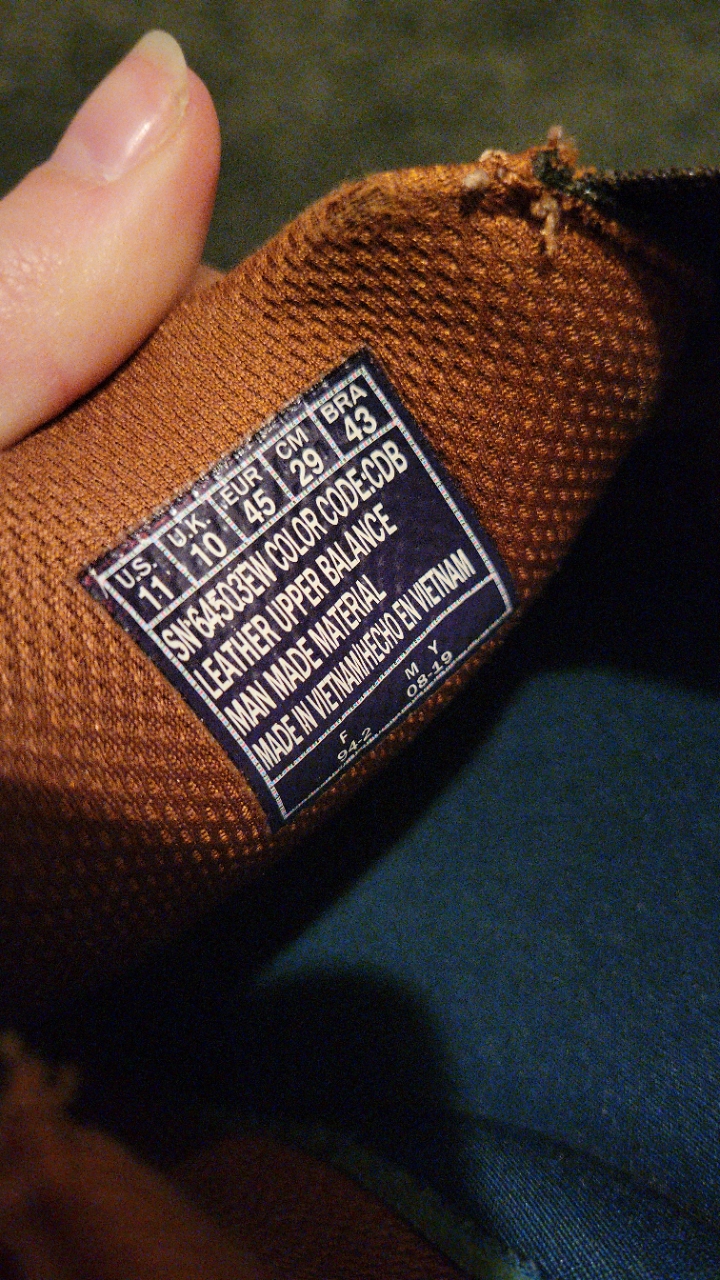 U.S. U.K. EUR CM BRA
11 10 45 29 43
SN°64503EW COLOR CODE:CDB
LEATHER UPPER BALANCE
MAN MADE MATERIAL
MADE IN VIETNAM/HECHO EN VIETNAM
F M Y
94-2 08-19